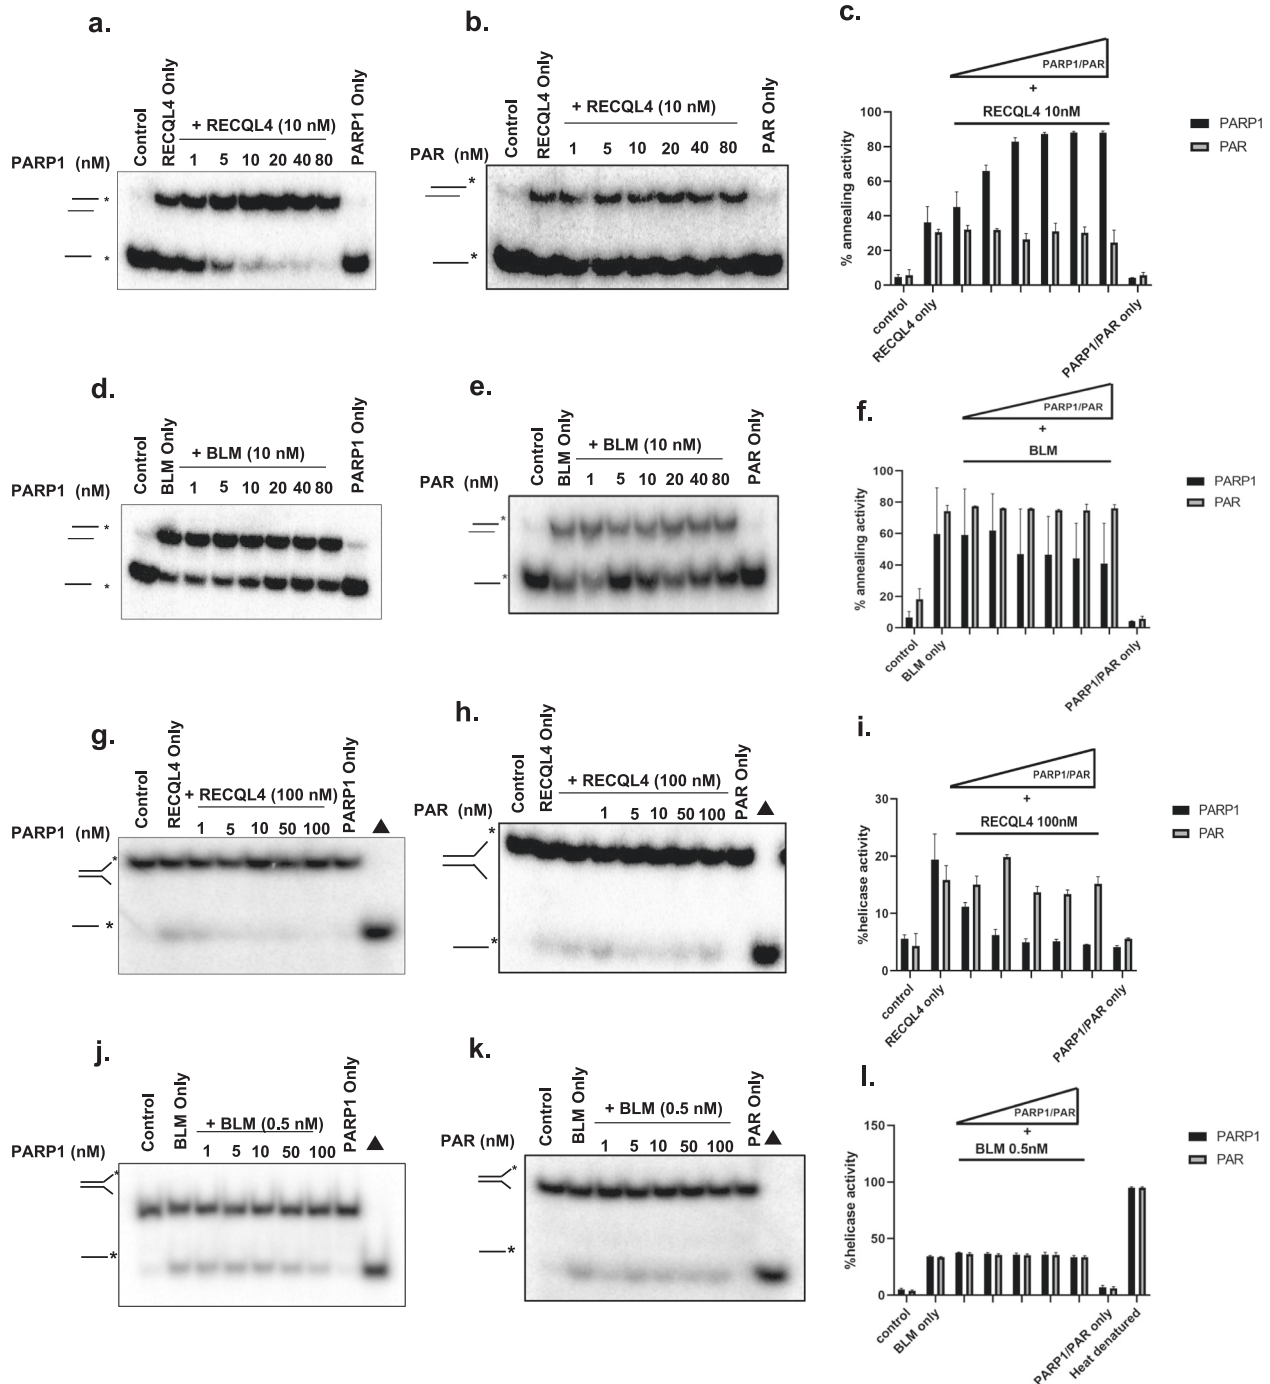 a.
Control
RECQL4 Only
+ RECQL4 (10 nM)
PARP1 Only
PARP1 (nM)
1 5 10 20 40 80
*
*
b.
Control
RECQL4 Only
+ RECQL4 (10 nM)
PAR Only
PAR (nM)
1 5 10 20 40 80
*
*
c.
PARP1/PAR
+
RECQL4 10nM
PARP1
PAR
% annealing activity
100
80
60
40
20
0
control
RECQL4 only
PARP1/PAR only
d.
Control
BLM Only
+ BLM (10 nM)
PARP1 Only
PARP1 (nM)
1 5 10 20 40 80
*
*
e.
Control
BLM Only
+ BLM (10 nM)
PAR Only
PAR (nM)
1 5 10 20 40 80
*
*
f.
PARP1/PAR
+
BLM
PARP1
PAR
% annealing activity
100
80
60
40
20
0
control
BLM only
PARP1/PAR only
g.
Control
RECQL4 Only
+ RECQL4 (100 nM)
PARP1 Only
▲
PARP1 (nM)
1 5 10 50 100
*
*
h.
Control
RECQL4 Only
+ RECQL4 (100 nM)
PAR Only
▲
PAR (nM)
1 5 10 50 100
*
*
i.
PARP1/PAR
+
RECQL4 100nM
PARP1
PAR
%helicase activity
30
20
10
0
control
RECQL4 only
PARP1/PAR only
j.
Control
BLM Only
+ BLM (0.5 nM)
PARP1 Only
▲
PARP1 (nM)
1 5 10 50 100
*
*
k.
Control
BLM Only
+ BLM (0.5 nM)
PAR Only
▲
PAR (nM)
1 5 10 50 100
*
*
l.
PARP1/PAR
+
BLM 0.5nM
PARP1
PAR
%helicase activity
150
100
50
0
control
BLM only
PARP1/PAR only
Heat denatured